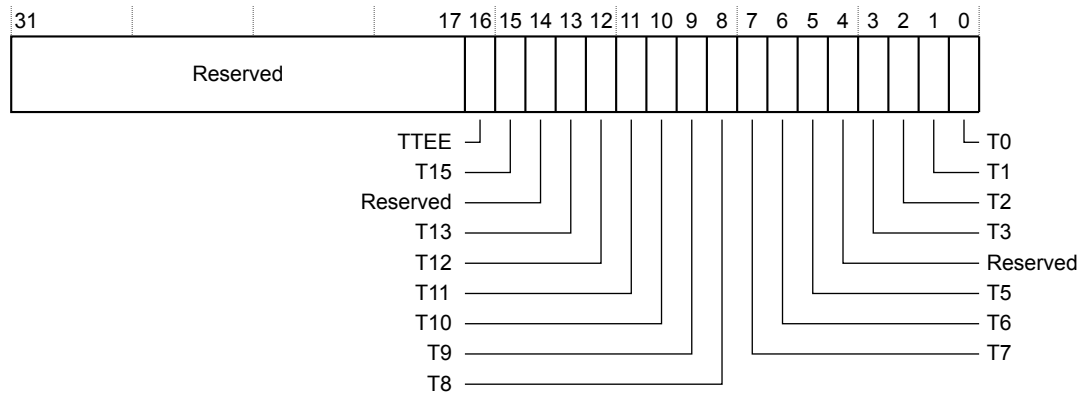 31 17 16 15 14 13 12 11 10 9 8 7 6 5 4 3 2 1 0
Reserved
TTEE T0
T15 T1
Reserved T2
T13 T3
T12 Reserved
T11 T5
T10 T6
T9 T7
T8